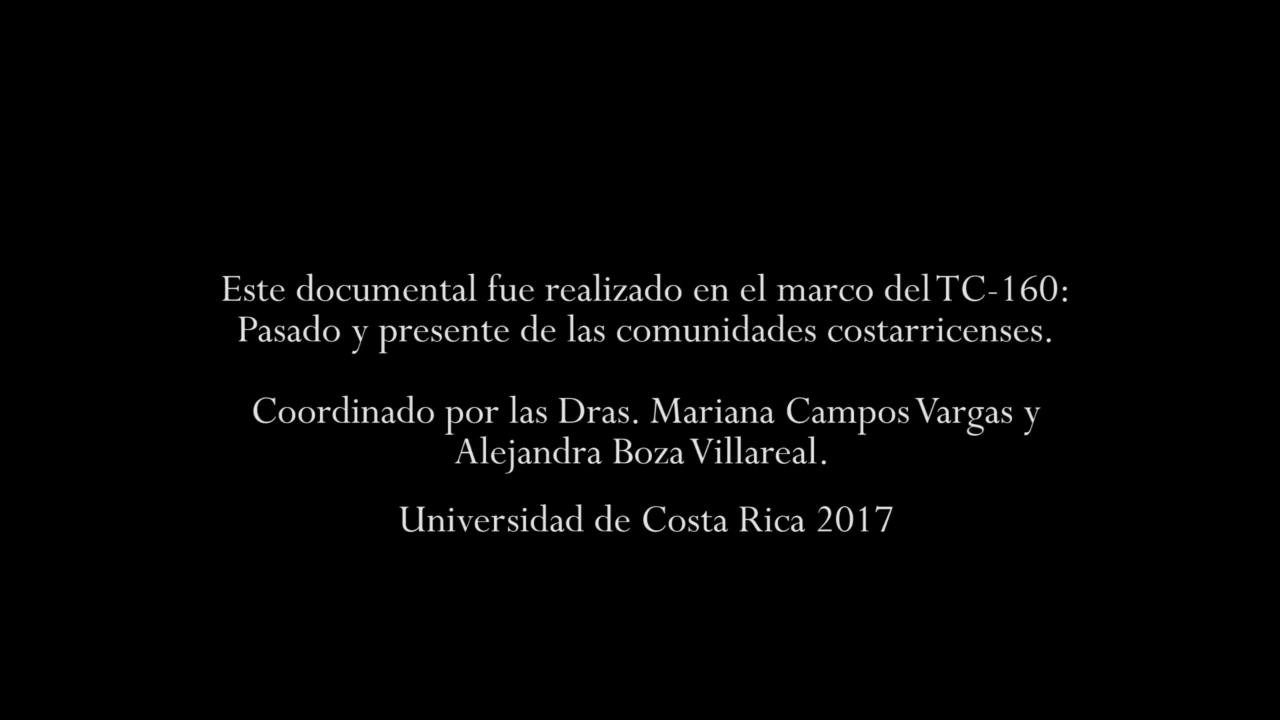 Este documental fue realizado en el marco del TC-160:
Pasado y presente de las comunidades costarricenses.
Coordinado por las Dras. Mariana Campos Vargas y
Alejandra Boza Villareal.
Universidad de Costa Rica 2017